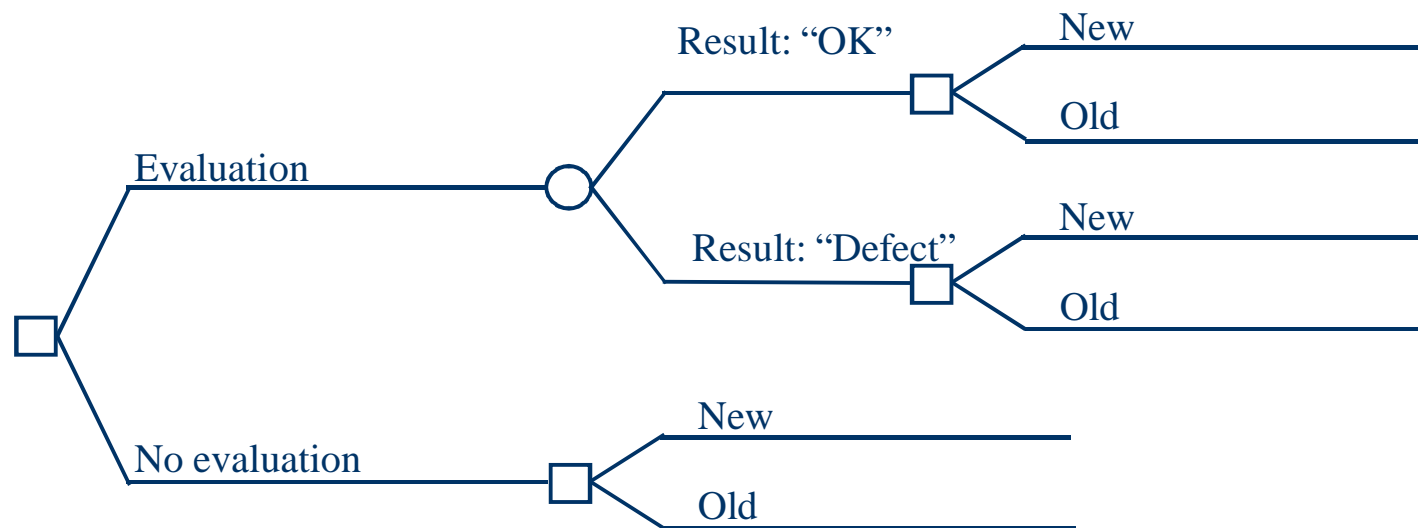 New
Result: “OK”
Old
Evaluation
New
Result: “Defect”
Old
New
No evaluation
Old